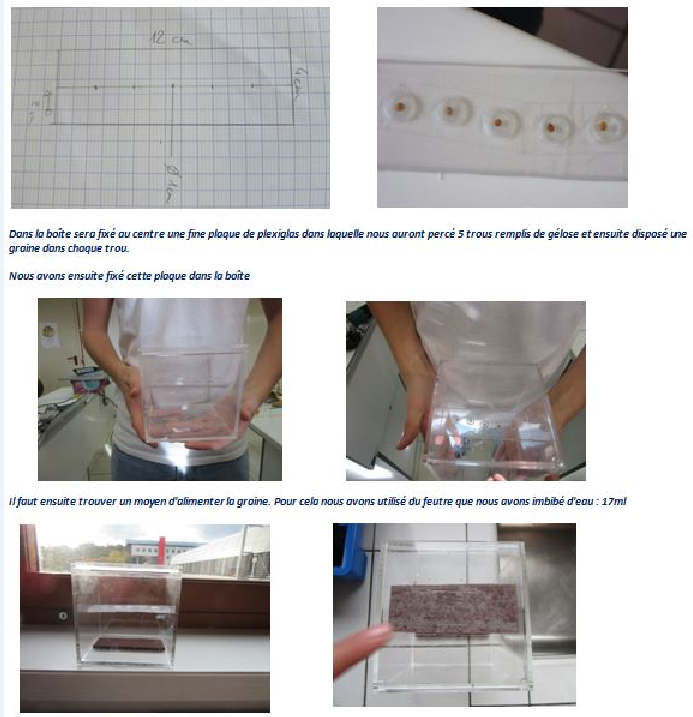 12 cm
4 cm
2 cm
Ø 1cm
Dans la boîte sera fixé au centre une fine plaque de plexiglas dans laquelle nous auront percé 5 trous remplis de gélose et ensuite disposé une
graine dans chaque trou.
Nous avons ensuite fixé cette plaque dans la boîte
Il faut ensuite trouver un moyen d'alimenter la graine. Pour cela nous avons utilisé du feutre que nous avons imbibé d'eau : 17ml